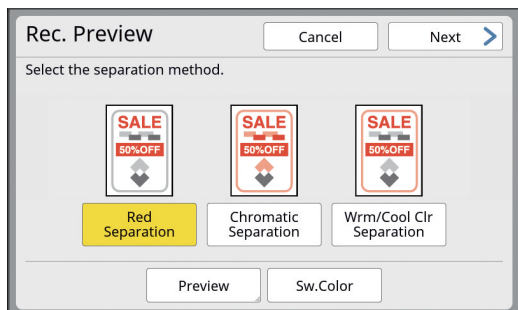 Rec. Preview
Cancel
Next
Select the separation method.
SALE
50%OFF
SALE
50%OFF
SALE
50%OFF
Red
Separation
Chromatic
Separation
Wrm/Cool Clr
Separation
Preview
Sw.Color